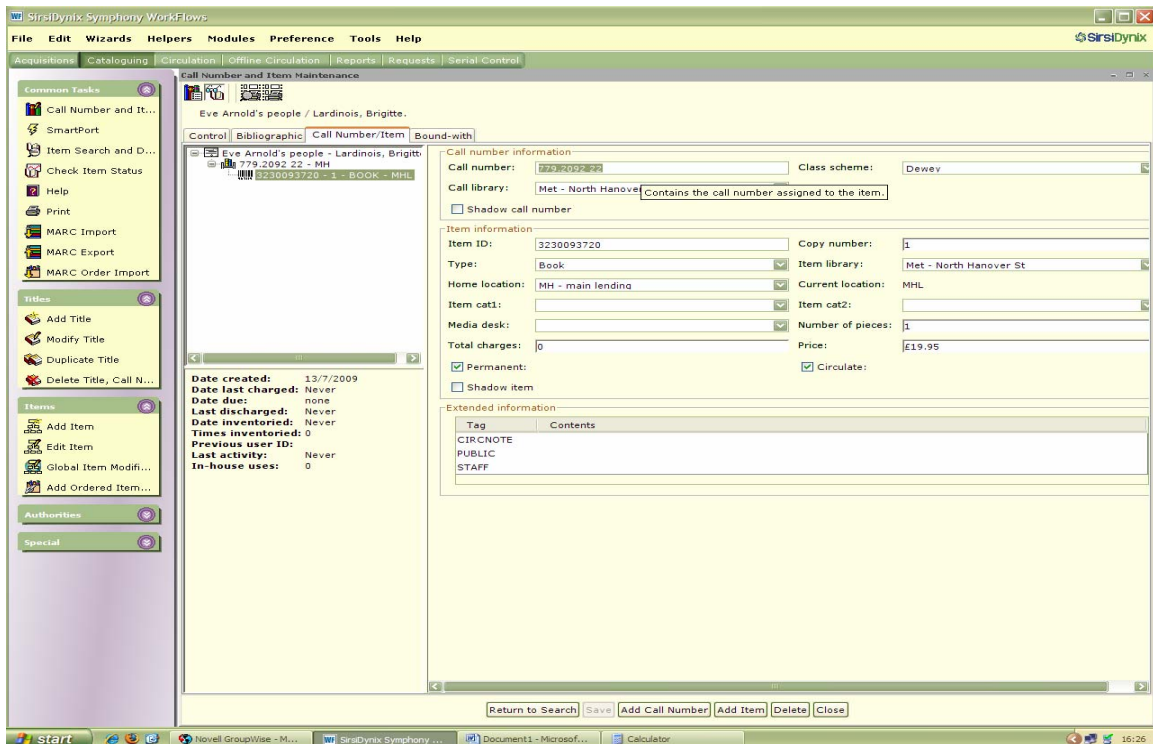 SirsiDynix Symphony WorkFlows
File Edit Wizards Helpers Modules Preference Tools Help
SirsiDynix
Acquisitions Cataloguing Circulation Offline Circulation Reports Requests Serial Control
Common Tasks
Call Number and It...
SmartPort
Item Search and D...
Check Item Status
Help
Print
MARC Import
MARC Export
MARC Order Import
Titles
Add Title
Modify Title
Duplicate Title
Delete Title, Call N...
Items
Add Item
Edit Item
Global Item Modifi...
Add Ordered Item...
Authorities
Special
Call Number and Item Maintenance
Eve Arnold's people / Lardinois, Brigitte.
Control Bibliographic Call Number/Item Bound-with
Eve Arnold's people - Lardinois, Brigitt
779.2092 22 - MH
3230093720 - 1 - BOOK - MHL
Date created: 13/7/2009
Date last charged: Never
Date due: none
Last discharged: Never
Date inventoried: Never
Times inventoried: 0
Previous user ID:
Last activity: Never
In-house uses: 0
Call number information
Call number: 779.2092 22 Class scheme: Dewey
Call library: Met - North Hanover
Contains the call number assigned to the item.
Shadow call number
Item information
Item ID: 3230093720 Copy number: 1
Type: Book Item library: Met - North Hanover St
Home location: MH - main lending Current location: MHL
Item cat1: Item cat2:
Media desk: Number of pieces: 1
Total charges: 0 Price: £19.95
Permanent: Circulate:
Shadow item
Extended information
Tag Contents
CIRCNOTE
PUBLIC
STAFF
Return to Search Save Add Call Number Add Item Delete Close
start Novell GroupWise - M... SirsiDynix Symphony ... Document1 - Microsof... Calculator 16:26